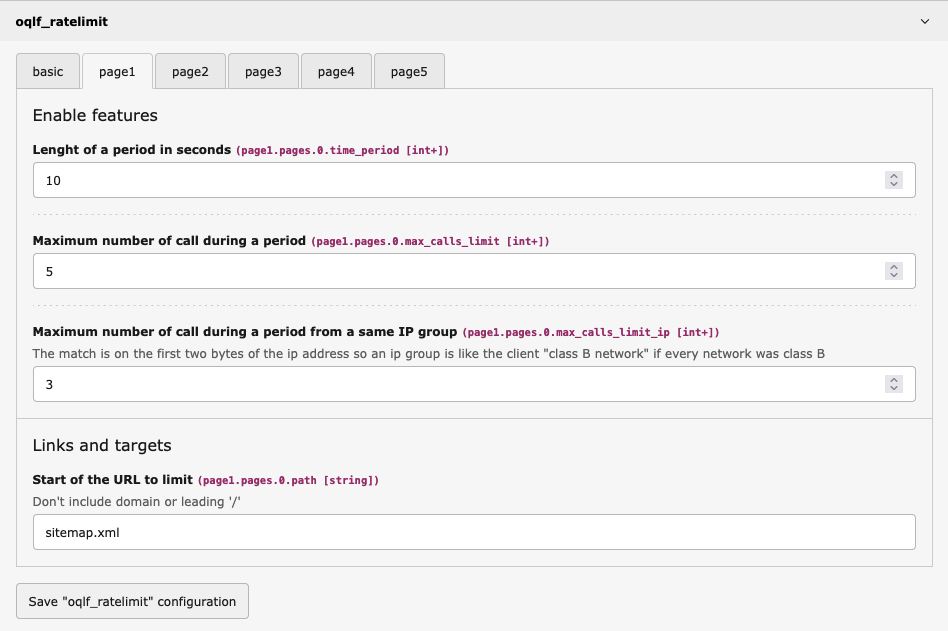 oqlf_ratelimit
basic page1 page2 page3 page4 page5
Enable features
Lenght of a period in seconds (page1.pages.0.time_period [int+])
10
Maximum number of call during a period (page1.pages.0.max_calls_limit [int+])
5
Maximum number of call during a period from a same IP group (page1.pages.0.max_calls_limit_ip [int+])
The match is on the first two bytes of the ip address so an ip group is like the client "class B network" if every network was class B
3
Links and targets
Start of the URL to limit (page1.pages.0.path [string])
Don't include domain or leading '/'
sitemap.xml
Save "oqlf_ratelimit" configuration